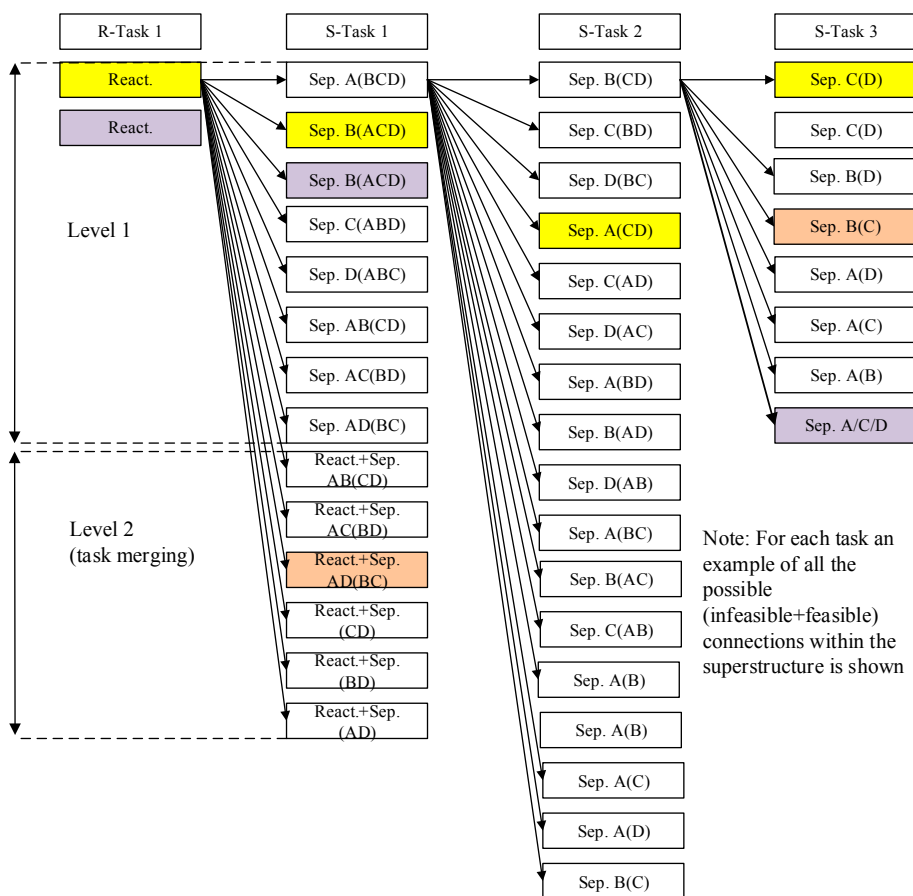 R-Task 1
S-Task 1
S-Task 2
S-Task 3
React.
React.
Level 1
Level 2
(task merging)
Sep. A(BCD)
Sep. B(ACD)
Sep. B(ACD)
Sep. C(ABD)
Sep. D(ABC)
Sep. AB(CD)
Sep. AC(BD)
Sep. AD(BC)
React.+Sep.
AB(CD)
React.+Sep.
AC(BD)
React.+Sep.
AD(BC)
React.+Sep.
(CD)
React.+Sep.
(BD)
React.+Sep.
(AD)
Sep. B(CD)
Sep. C(BD)
Sep. D(BC)
Sep. A(CD)
Sep. C(AD)
Sep. D(AC)
Sep. A(BD)
Sep. B(AD)
Sep. D(AB)
Sep. A(BC)
Sep. B(AC)
Sep. C(AB)
Sep. A(B)
Sep. A(B)
Sep. A(C)
Sep. A(D)
Sep. B(C)
Sep. C(D)
Sep. C(D)
Sep. B(D)
Sep. B(C)
Sep. A(D)
Sep. A(C)
Sep. A(B)
Sep. A/C/D
Note: For each task an
example of all the
possible
(infeasible+feasible)
connections within the
superstructure is shown